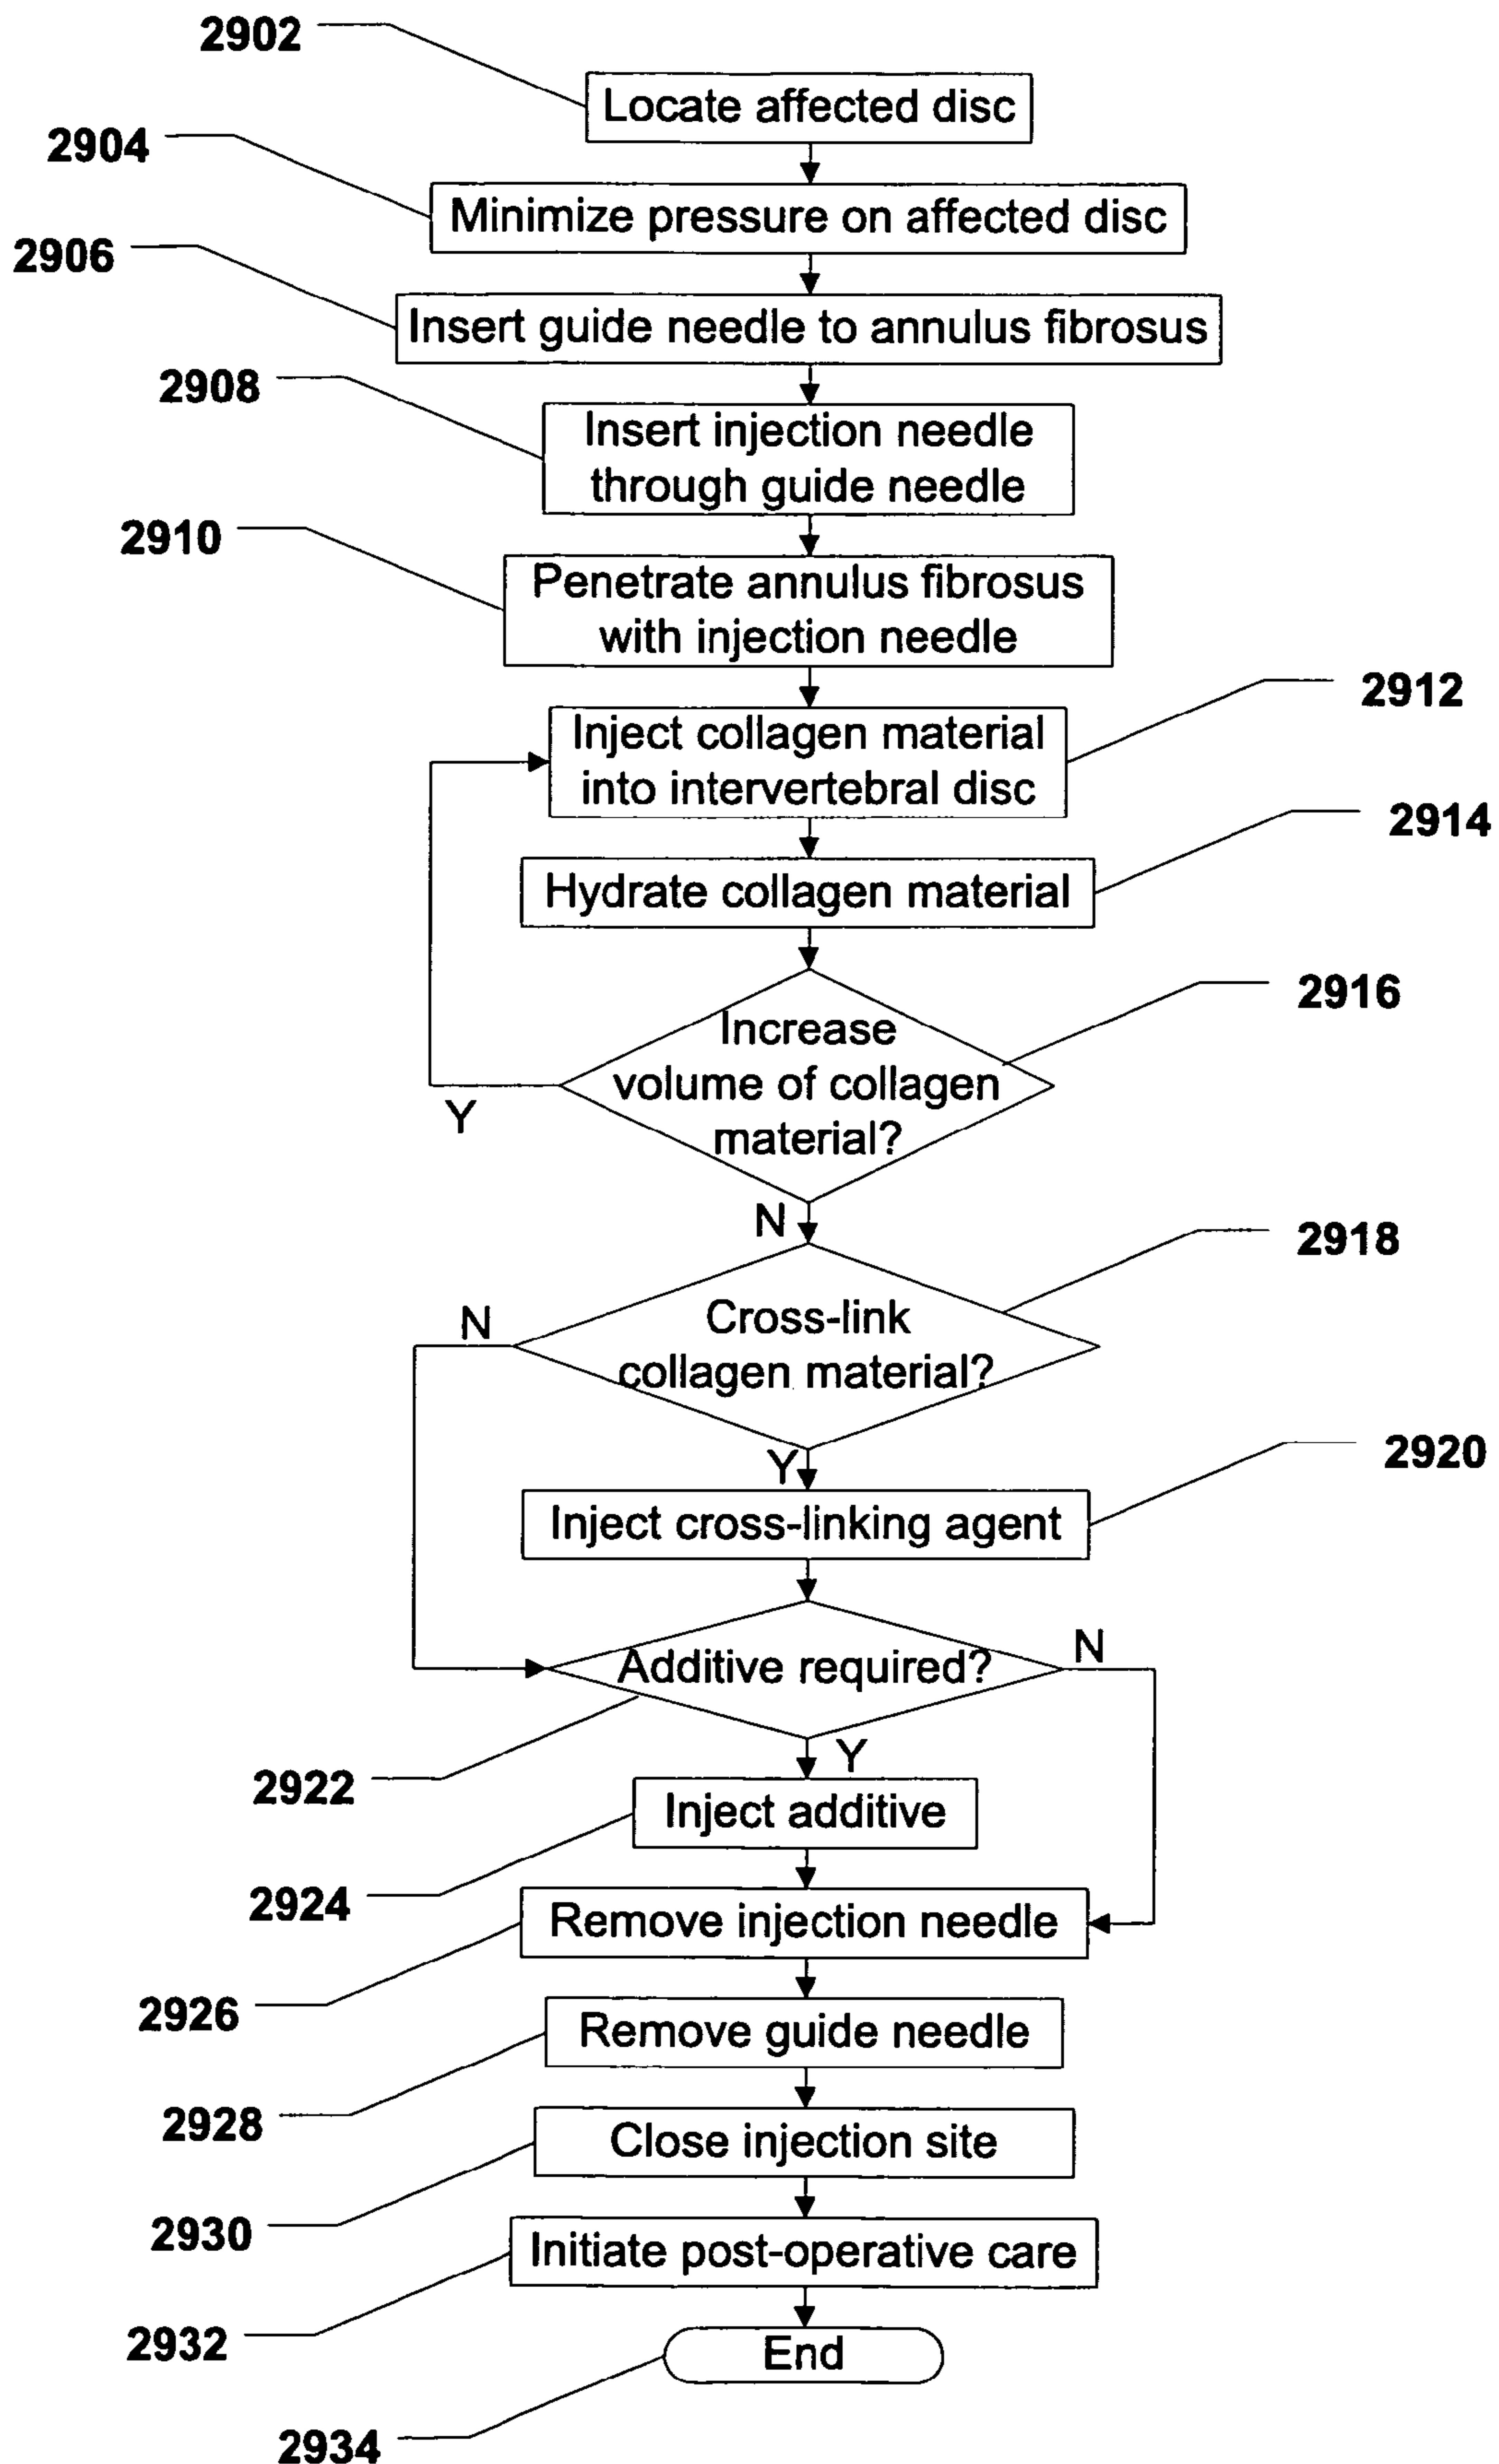 2902
Locate affected disc
2904
Minimize pressure on affected disc
2906
Insert guide needle to annulus fibrosus
2908
Insert injection needle
through guide needle
2910
Penetrate annulus fibrosus
with injection needle
2912
Inject collagen material
into intervertebral disc
2914
Hydrate collagen material
2916
Increase
volume of collagen
material?
Y
N
2918
N
Cross-link
collagen material?
Y
2920
Inject cross-linking agent
N
Additive required?
2922
Y
Inject additive
2924
Remove injection needle
2926
Remove guide needle
2928
Close injection site
2930
Initiate post-operative care
2932
End
2934